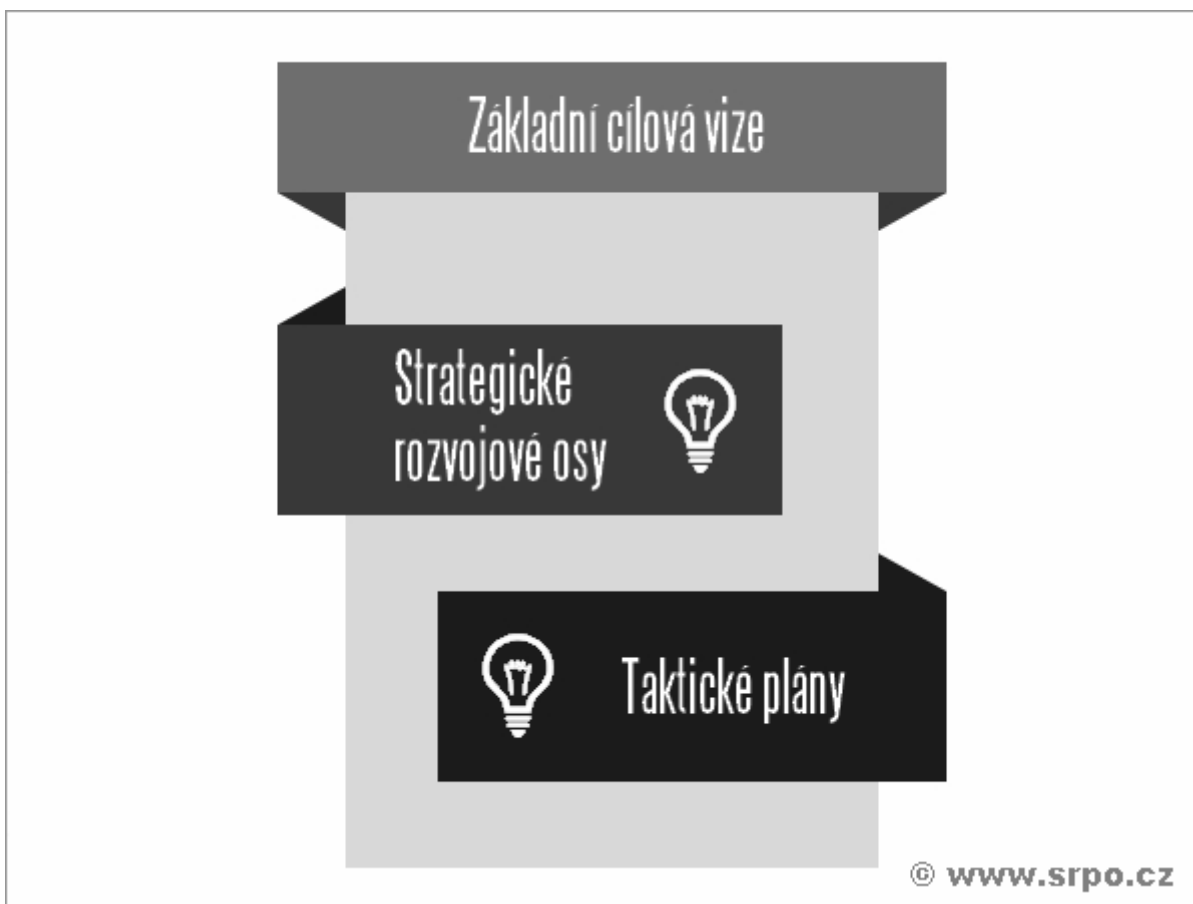 Základní cílová vize
Strategické
rozvojové osy
Taktické plány
© www.srpo.cz